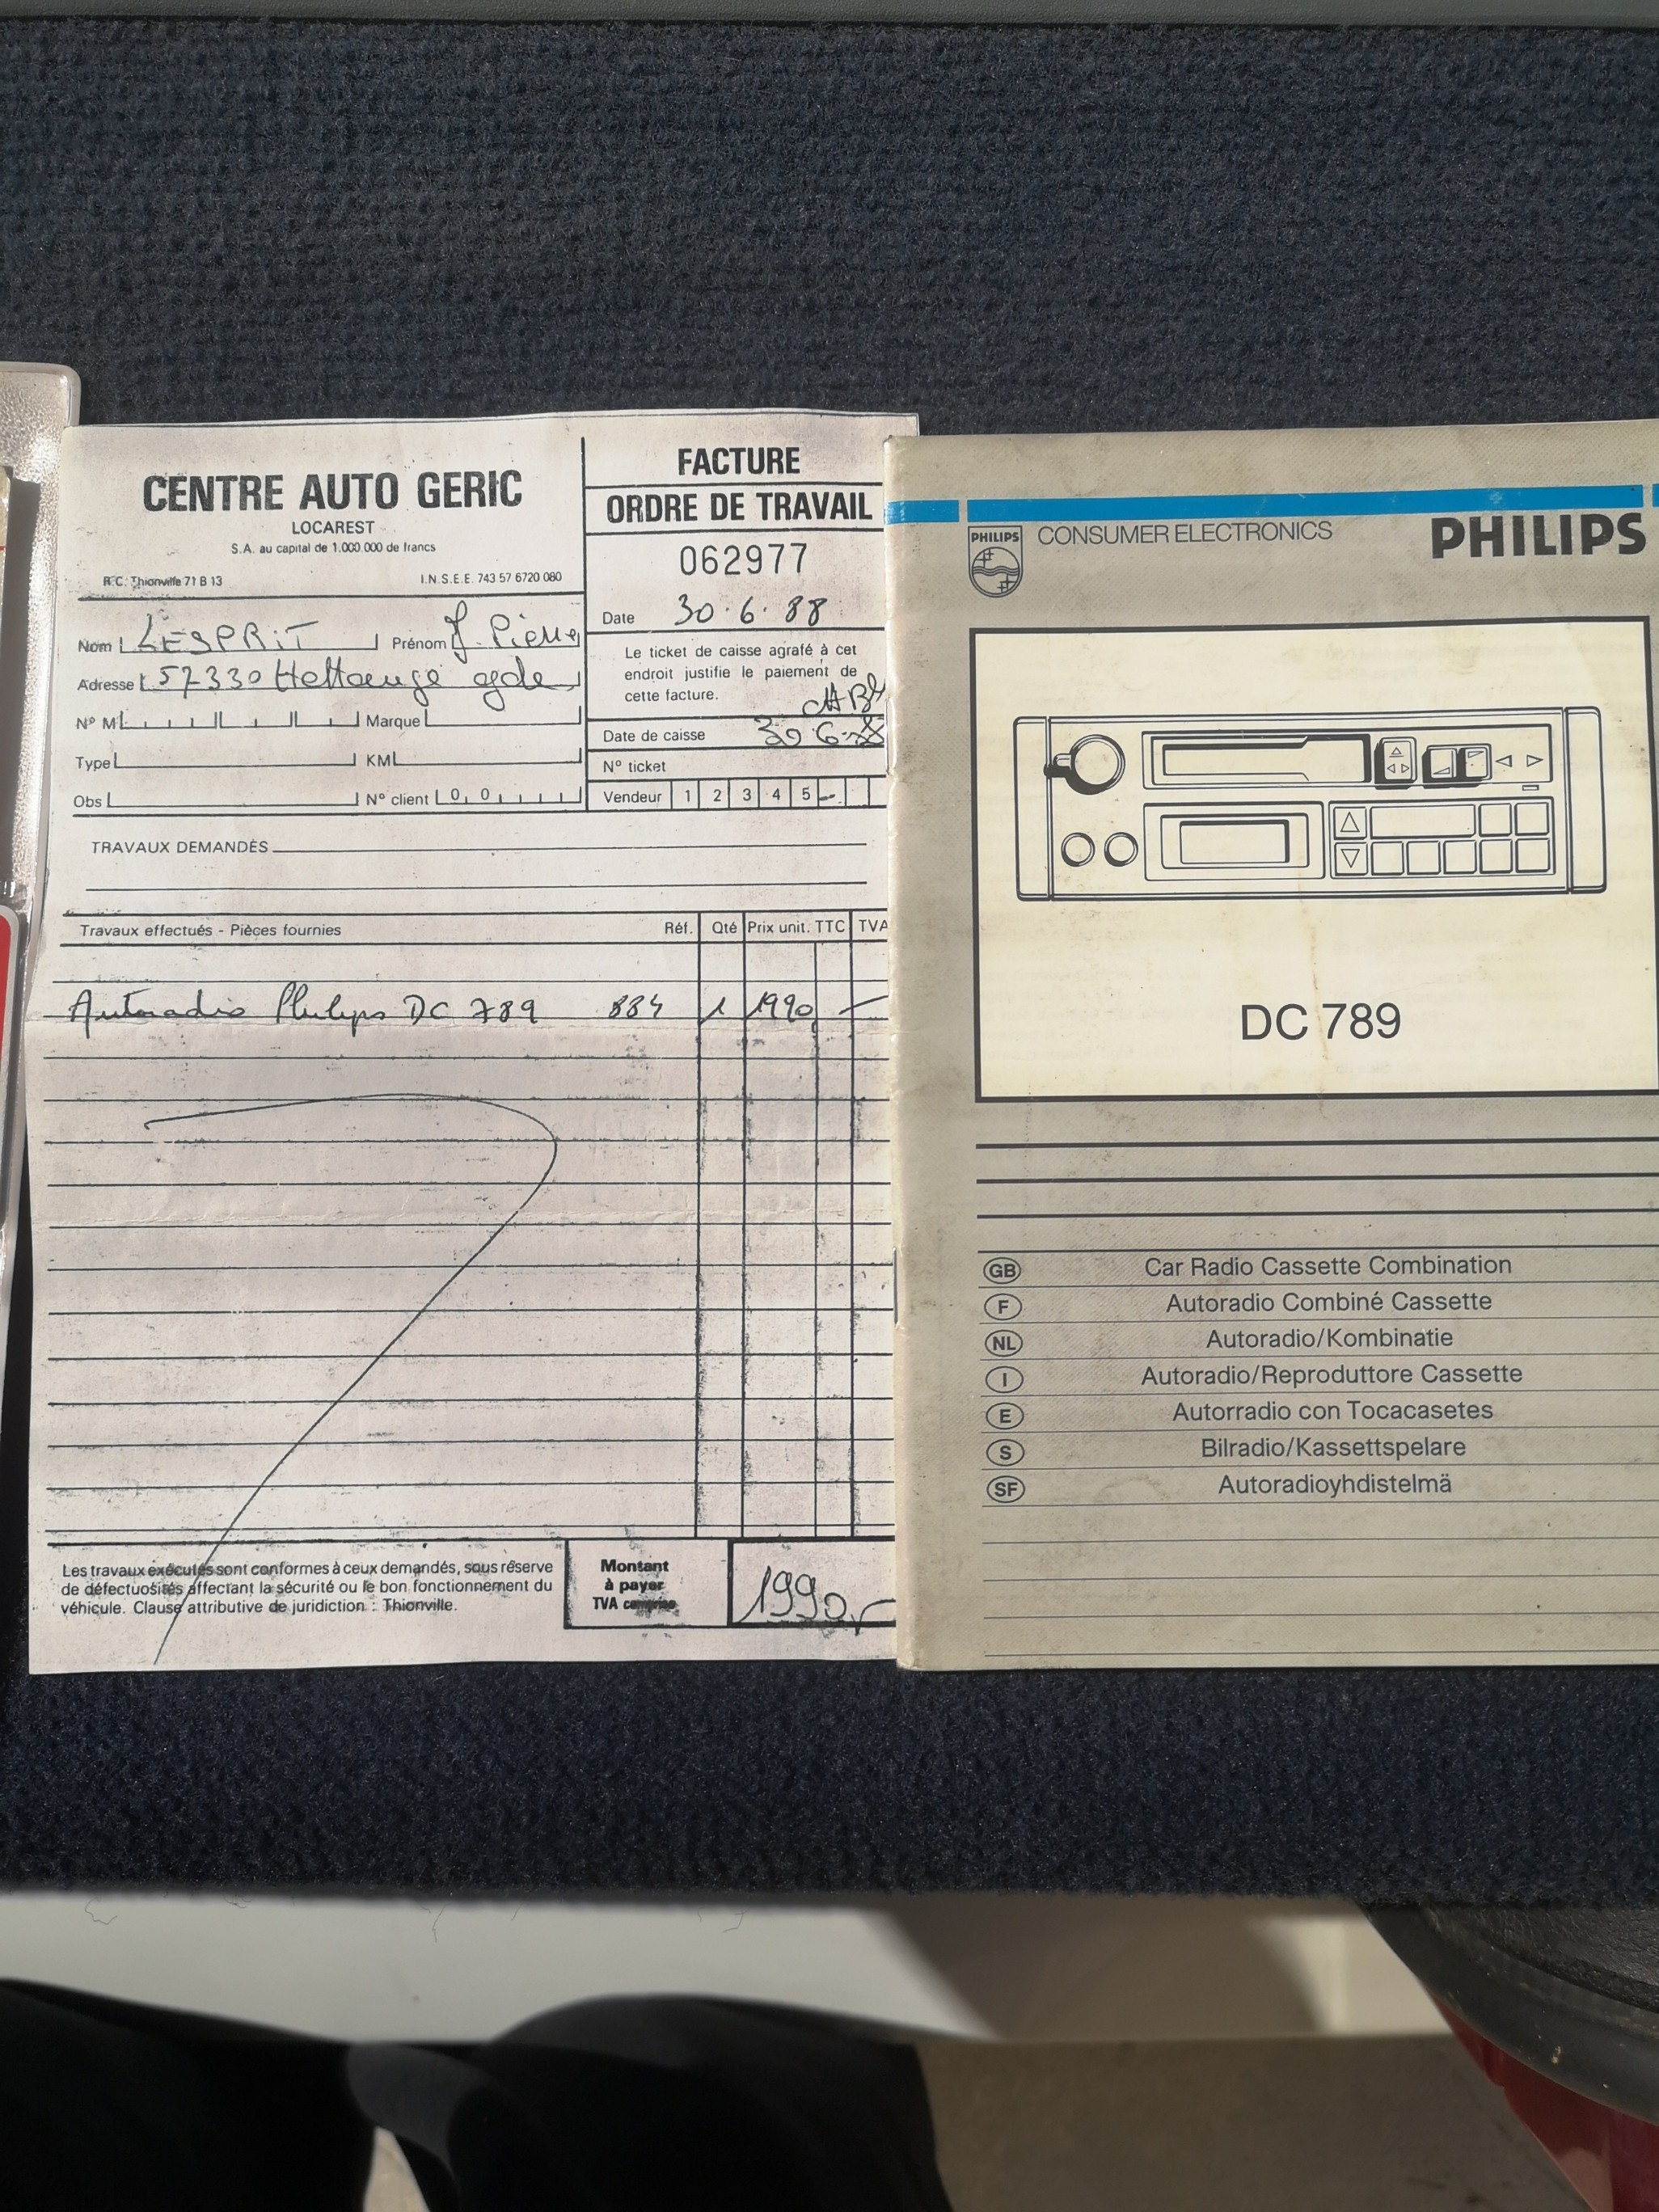 CENTRE AUTO GERIC
LOCAREST
S.A. au capital de 1.000.000 de francs
R.C. Thionville 71 B 13
I.N.S.E.E. 743 57 6720 080
Nom LESPRIT Prénom J. Pierre
Adresse 57330 Hettange gde
N° M Marque
Type KM
Obs N° client 0 0
FACTURE
ORDRE DE TRAVAIL
062977
Date 30.6.88
Le ticket de caisse agrafé à cet
endroit justifie le paiement de
cette facture.
Date de caisse 30.6.88
N° ticket
Vendeur 1 2 3 4 5
TRAVAUX DEMANDÉS
Travaux effectués - Pièces fournies Réf. Qté Prix unit. TTC TVA
Autoradio Philips DC 789 884 1 1990
Les travaux exécutés sont conformes à ceux demandés, sous réserve
de défectuosités affectant la sécurité ou le bon fonctionnement du
véhicule. Clause attributive de juridiction : Thionville.
Montant
à payer
TVA comprise
1990
PHILIPS
CONSUMER ELECTRONICS
PHILIPS
DC 789
GB Car Radio Cassette Combination
F Autoradio Combiné Cassette
NL Autoradio/Kombinatie
I Autoradio/Reproduttore Cassette
E Autorradio con Tocacasetes
S Bilradio/Kassettspelare
SF Autoradioyhdistelmä